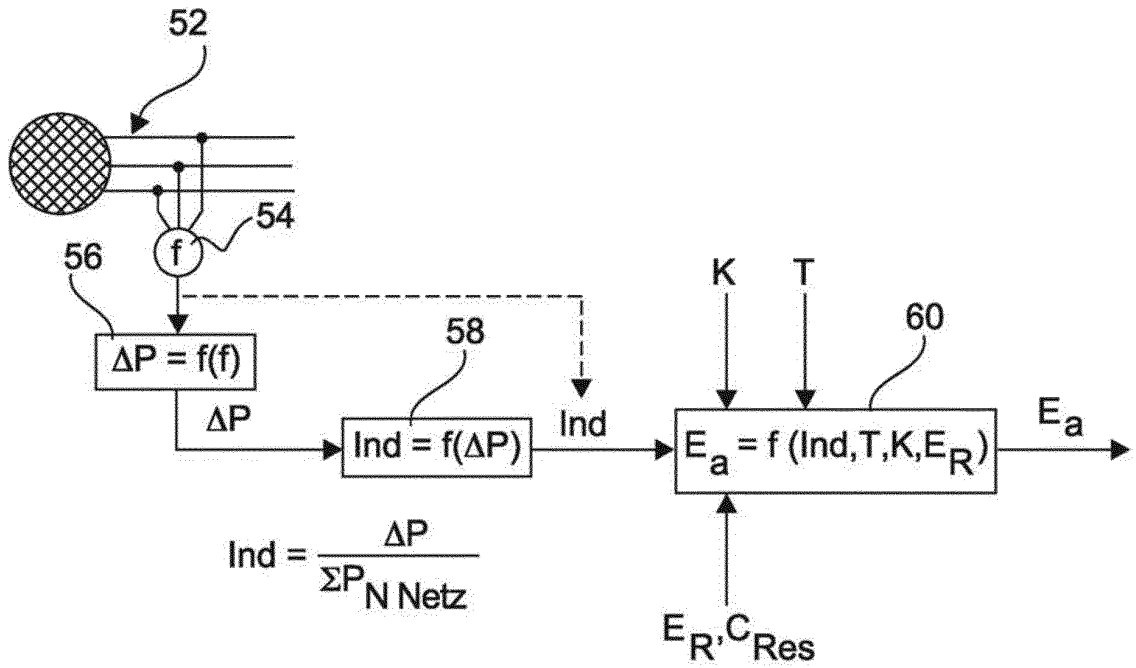 52
54
f
56
ΔP = f(f)
ΔP
58
Ind = f(ΔP)
Ind
K
T
60
E_a = f (Ind,T,K,E_R)
E_a
Ind = ΔP / ΣP_N Netz
E_R,C_Res